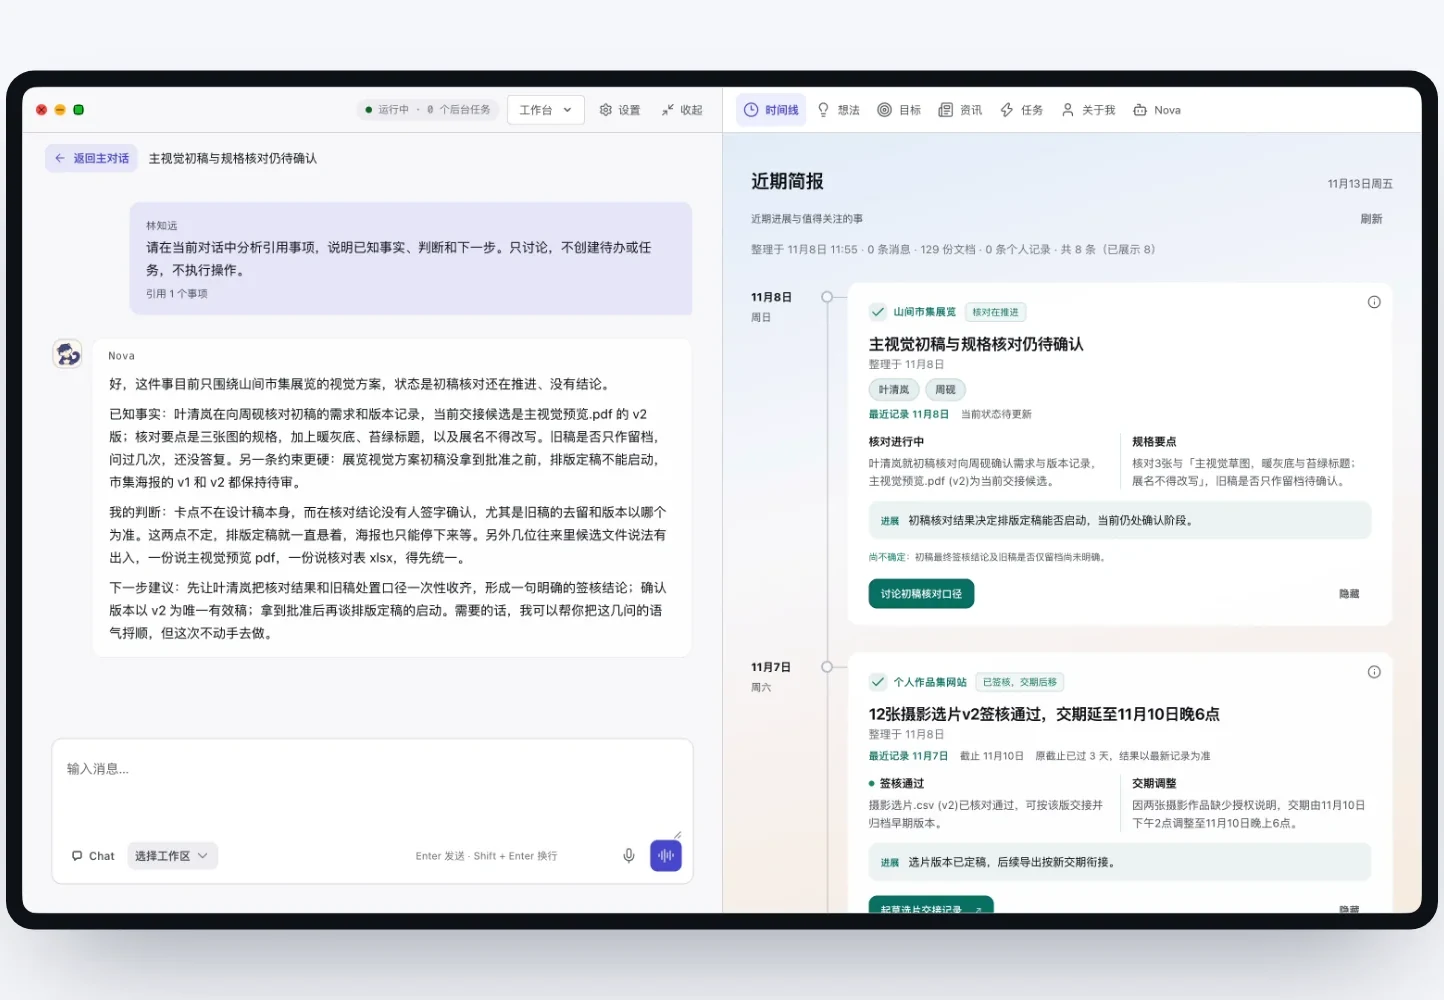 运行中 · 0 个后台任务
工作台
设置
收起
返回主对话
主视觉初稿与规格核对仍待确认
林知远
请在当前对话中分析引用事项，说明已知事实、判断和下一步。只讨论，不创建待办或任
务，不执行操作。
引用 1 个事项
Nova
好，这件事目前只围绕山间市集展览的视觉方案，状态是初稿核对还在推进、没有结论。
已知事实：叶清岚在向周砚核对初稿的需求和版本记录，当前交接候选是主视觉预览.pdf 的 v2
版；核对要点是三张图的规格，加上暖灰底、苔绿标题，以及展名不得改写。旧稿是否只作留档，
问过几次，还没答复。另一条约束更硬：展览视觉方案初稿没拿到批准之前，排版定稿不能启动，
市集海报的 v1 和 v2 都保持待审。
我的判断：卡点不在设计稿本身，而在核对结论没有人签字确认，尤其是旧稿的去留和版本以哪个
为准。这两点不定，排版定稿就一直悬着，海报也只能停下来等。另外几位往来里候选文件说法有
出入，一份说主视觉预览 pdf，一份说核对表 xlsx，得先统一。
下一步建议：先让叶清岚把核对结果和旧稿处置口径一次性收齐，形成一句明确的签核结论；确认
版本以 v2 为唯一有效稿；拿到批准后再谈排版定稿的启动。需要的话，我可以帮你把这几问的语
气捋顺，但这次不动手去做。
输入消息...
Chat
选择工作区
Enter 发送 · Shift + Enter 换行
时间线
想法
目标
资讯
任务
关于我
Nova
近期简报
11月13日周五
近期进展与值得关注的事
刷新
整理于 11月8日 11:55 · 0 条消息 · 129 份文档 · 0 条个人记录 · 共 8 条（已展示 8）
11月8日
周日
山间市集展览
核对在推进
主视觉初稿与规格核对仍待确认
整理于 11月8日
叶清岚
周砚
最近记录 11月8日 当前状态待更新
核对进行中
叶清岚就初稿核对向周砚确认需求与版本记录，
主视觉预览.pdf (v2)为当前交接候选。
规格要点
核对3张与「主视觉草图，暖灰底与苔绿标题；
展名不得改写」，旧稿是否只作留档待确认。
进展 初稿核对结果决定排版定稿能否启动，当前仍处确认阶段。
尚不确定：初稿最终签核结论及旧稿是否仅留档尚未明确。
讨论初稿核对口径
隐藏
11月7日
周六
个人作品集网站
已签核，交期后移
12张摄影选片v2签核通过，交期延至11月10日晚6点
整理于 11月8日
最近记录 11月7日 截止 11月10日 原截止已过 3 天，结果以最新记录为准
签核通过
摄影选片.csv (v2)已核对通过，可按该版交接并
归档早期版本。
交期调整
因两张摄影作品缺少授权说明，交期由11月10日
下午2点调整至11月10日晚上6点。
进展 选片版本已定稿，后续导出按新交期衔接。
起草选片交接记录
隐藏